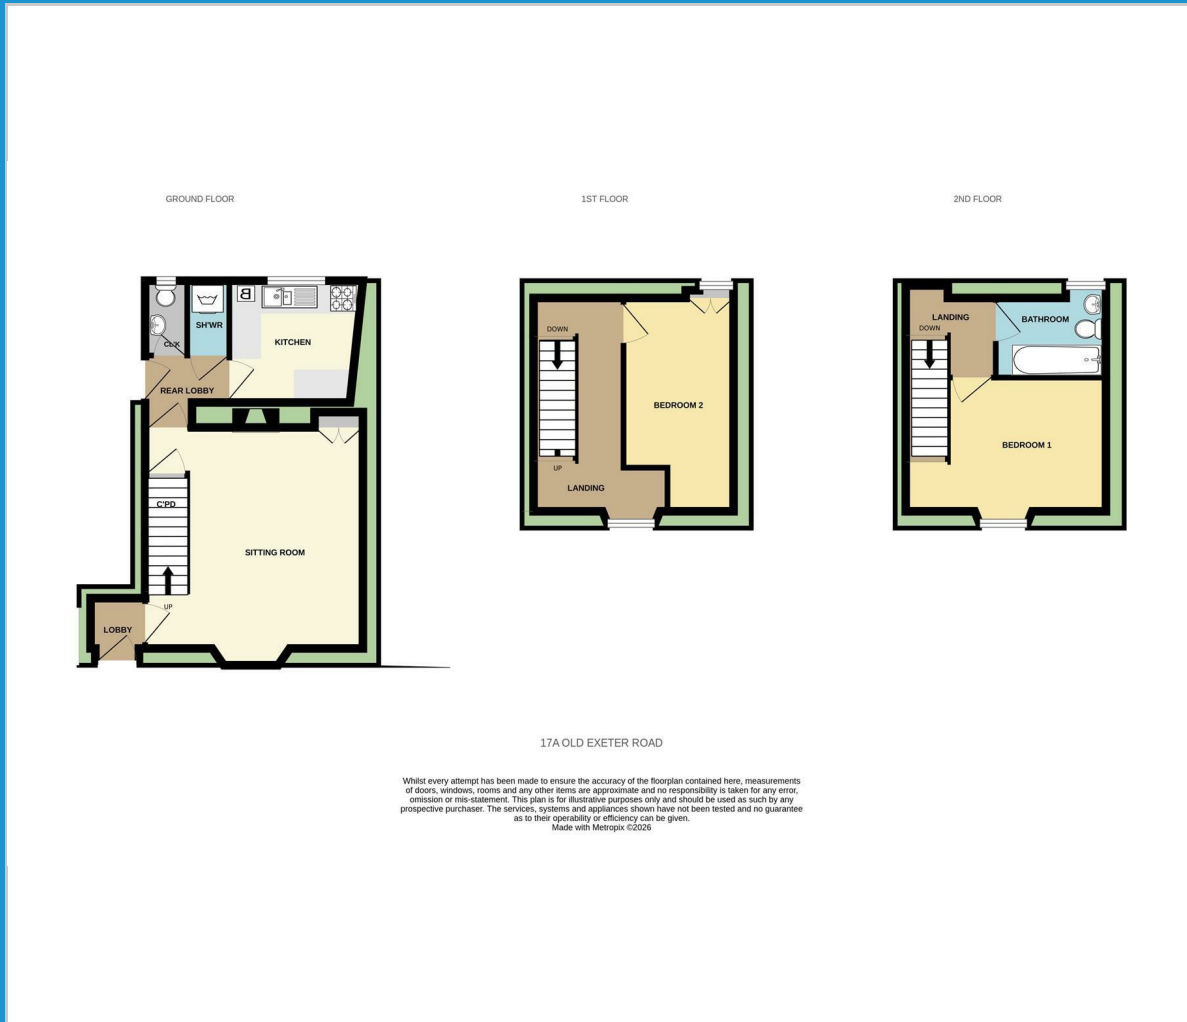 GROUND FLOOR
1ST FLOOR
2ND FLOOR
B
SH'WR
CL'K
KITCHEN
REAR LOBBY
C'PD
SITTING ROOM
UP
LOBBY
DOWN
BEDROOM 2
UP
LANDING
LANDING
DOWN
BATHROOM
BEDROOM 1
17A OLD EXETER ROAD
Whilst every attempt has been made to ensure the accuracy of the floorplan contained here, measurements
of doors, windows, rooms and any other items are approximate and no responsibility is taken for any error,
omission or mis-statement. This plan is for illustrative purposes only and should be used as such by any
prospective purchaser. The services, systems and appliances shown have not been tested and no guarantee
as to their operability or efficiency can be given.
Made with Metropix ©2026